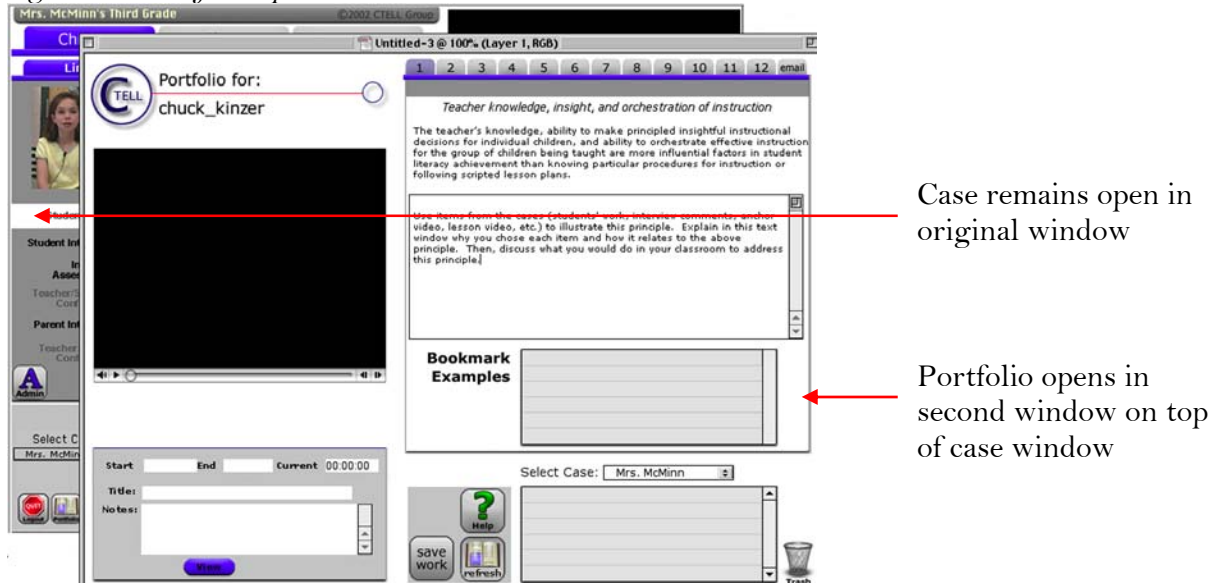 Mrs. McMinn's Third Grade
©2002 CTELL Group
Untitled-3 @ 100% (Layer 1, RGB)
CTELL
Portfolio for:
chuck_kinzer
1 2 3 4 5 6 7 8 9 10 11 12 email
Teacher knowledge, insight, and orchestration of instruction
The teacher's knowledge, ability to make principled insightful instructional
decisions for individual children, and ability to orchestrate effective instruction
for the group of children being taught are more influential factors in student
literacy achievement than knowing particular procedures for instruction or
following scripted lesson plans.
Use items from the cases (students' work, interview comments, anchor
video, lesson video, etc.) to illustrate this principle. Explain in this text
window why you chose each item and how it relates to the above
principle. Then, discuss what you would do in your classroom to address
this principle.
Case remains open in
original window
Student Int
Parent Int
Admin
Bookmark
Examples
Portfolio opens in
second window on top
of case window
Select C
Mrs. McMin
Start End Current 00:00:00
Title:
Notes:
View
Select Case: Mrs. McMinn
Help
save
work
refresh
Trash
QUIT
Logout
Portfolio